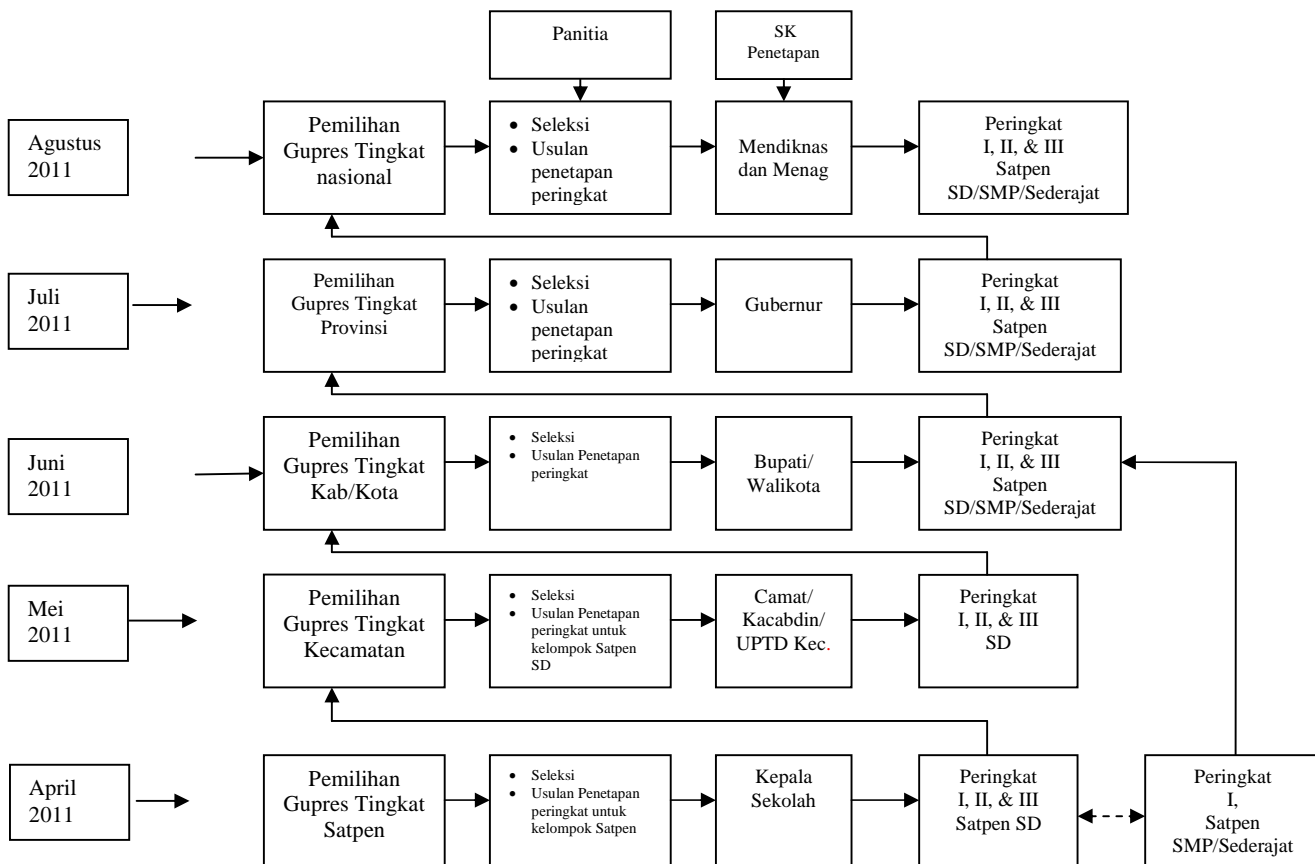 Panitia
SK
Penetapan
Agustus
2011
Pemilihan
Gupres Tingkat
nasional
• Seleksi
• Usulan
penetapan
peringkat
Mendiknas
dan Menag
Peringkat
I, II, & III
Satpen
SD/SMP/Sederajat
Juli
2011
Pemilihan
Gupres Tingkat
Provinsi
• Seleksi
• Usulan
penetapan
peringkat
Gubernur
Peringkat
I, II, & III
Satpen
SD/SMP/Sederajat
Juni
2011
Pemilihan
Gupres Tingkat
Kab/Kota
• Seleksi
• Usulan Penetapan
peringkat
Bupati/
Walikota
Peringkat
I, II, & III
Satpen
SD/SMP/Sederajat
Mei
2011
Pemilihan
Gupres Tingkat
Kecamatan
• Seleksi
• Usulan Penetapan
peringkat untuk
kelompok Satpen
SD
Camat/
Kacabdin/
UPTD Kec.
Peringkat
I, II, & III
SD
April
2011
Pemilihan
Gupres Tingkat
Satpen
• Seleksi
• Usulan Penetapan
peringkat untuk
kelompok Satpen
Kepala
Sekolah
Peringkat
I, II, & III
Satpen SD
Peringkat
I,
Satpen
SMP/Sederajat